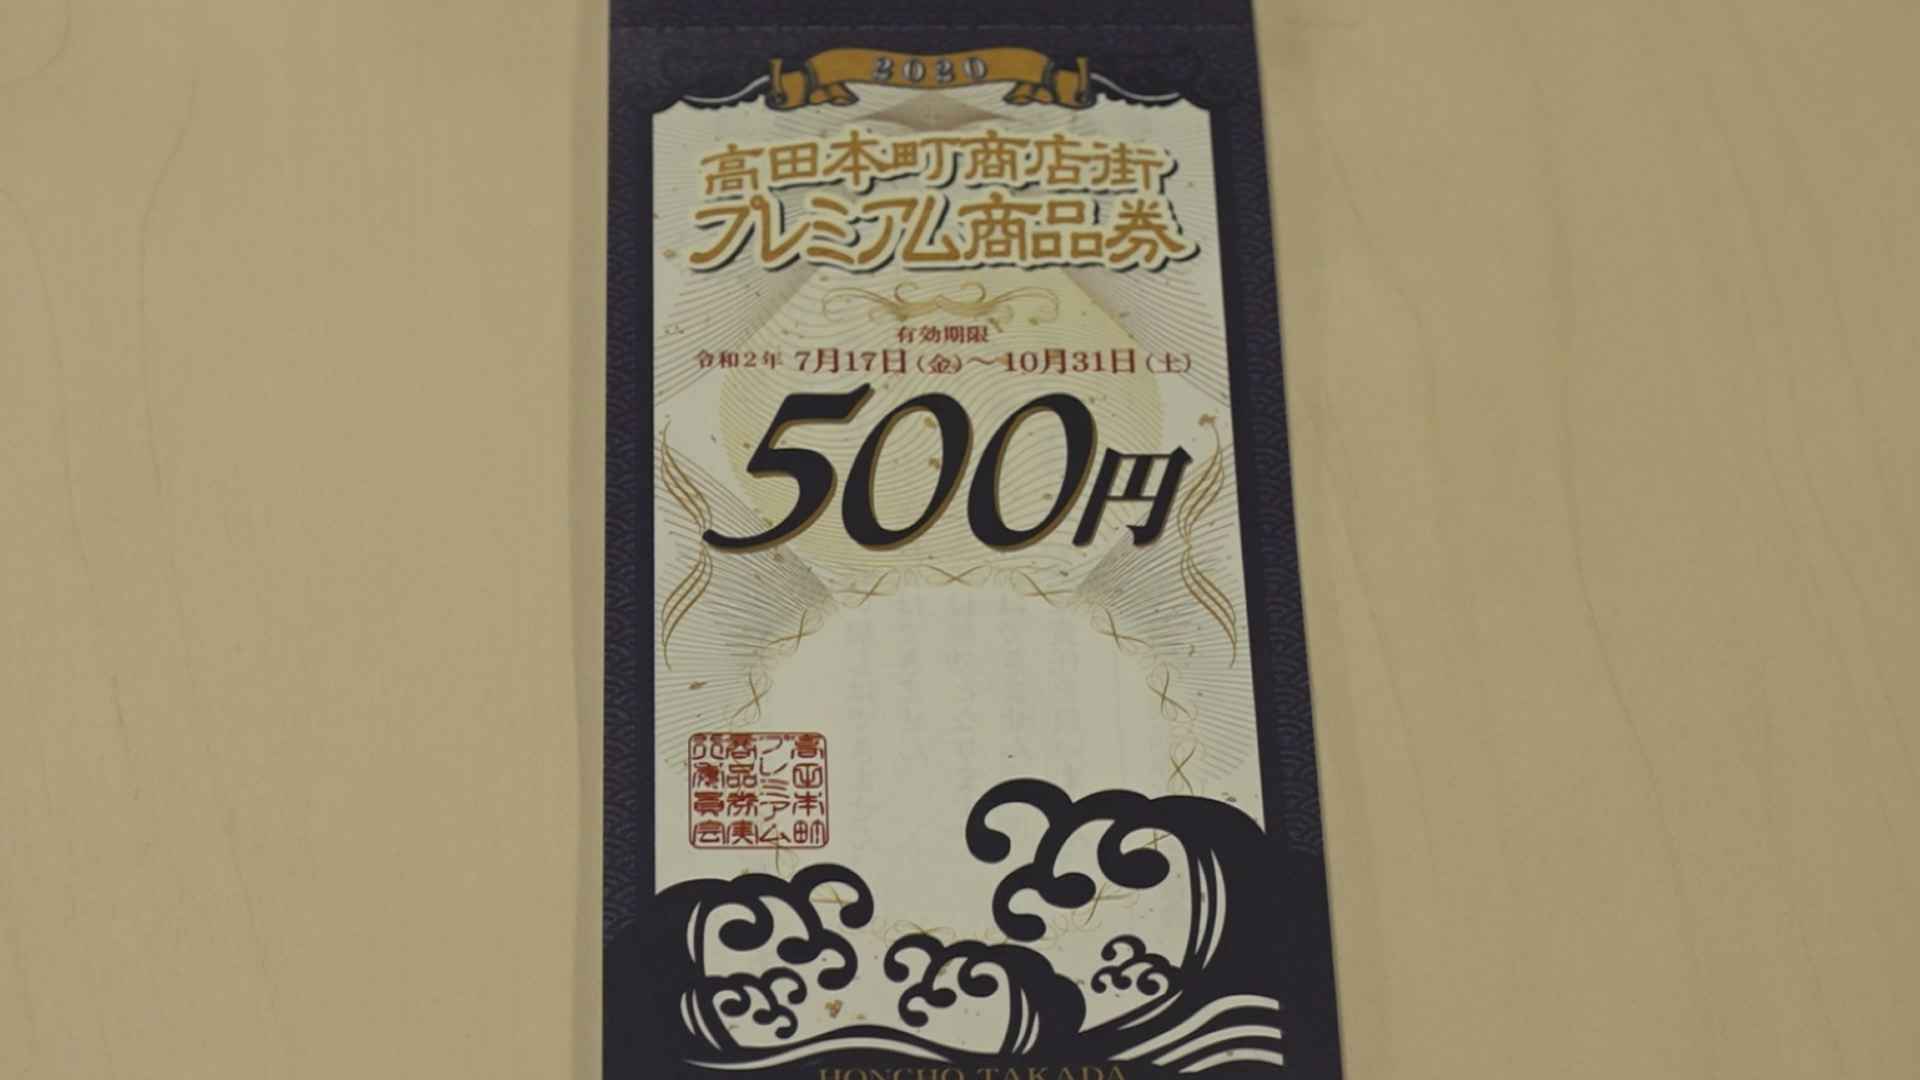 2020
高田本町商店街
プレミアム商品券
有効期限
令和2年 7月17日(金)～10月31日(土)
500円
高田本町
プレミアム
商品券実
行委員会
HONCHO TAKADA